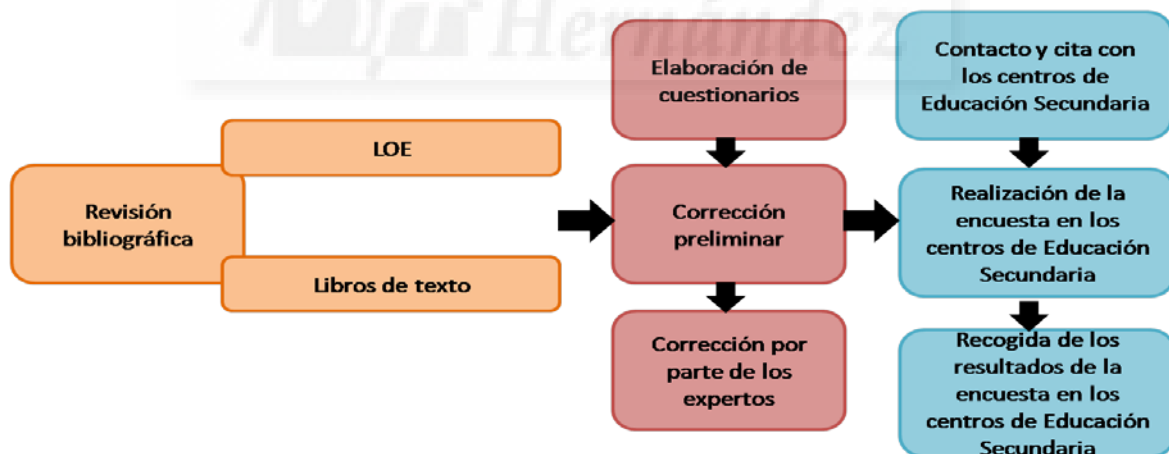 Hernández
Revisión
bibliográfica
LOE
Libros de texto
Elaboración de
cuestionarios
Corrección
preliminar
Corrección por
parte de los
expertos
Contacto y cita con
los centros de
Educación Secundaria
Realización de la
encuesta en los
centros de Educación
Secundaria
Recogida de los
resultados de la
encuesta en los
centros de Educación
Secundaria